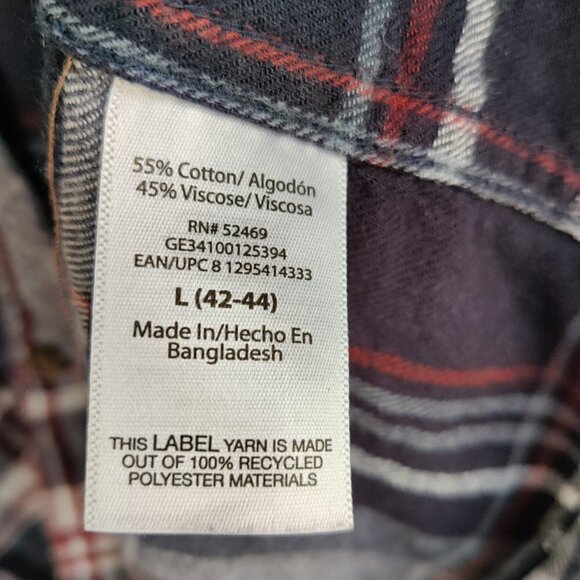 55% Cotton/ Algodón
45% Viscose/ Viscosa
RN# 52469
GE34100125394
EAN/UPC 8 1295414333
L (42-44)
Made In/Hecho En
Bangladesh
THIS LABEL YARN IS MADE
OUT OF 100% RECYCLED
POLYESTER MATERIALS